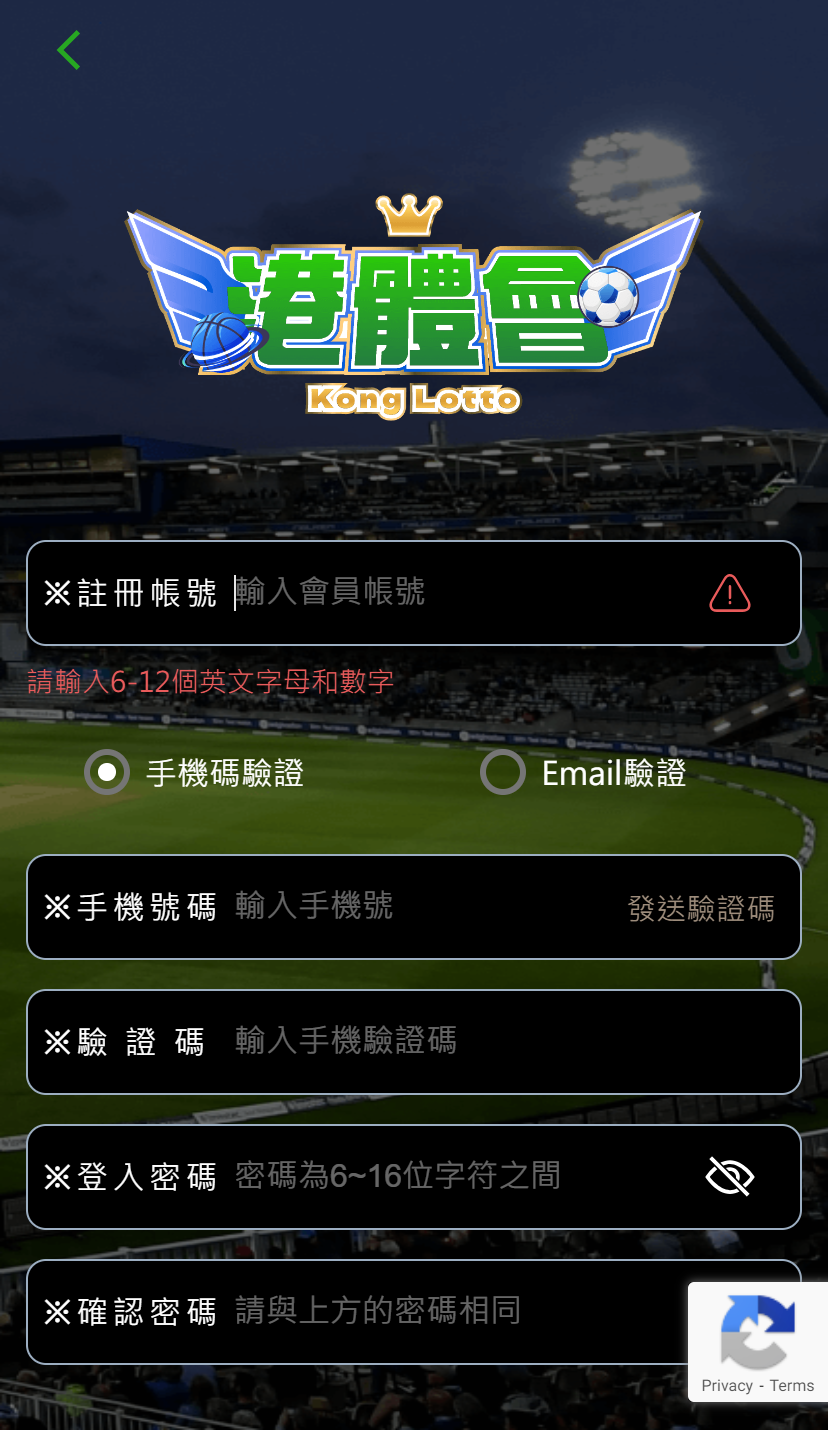 港體會
Kong Lotto
※註冊帳號 輸入會員帳號
請輸入6-12個英文字母和數字
手機碼驗證 Email驗證
※手機號碼 輸入手機號 發送驗證碼
※驗 證 碼 輸入手機驗證碼
※登入密碼 密碼為6~16位字符之間
※確認密碼 請與上方的密碼相同
Privacy - Terms